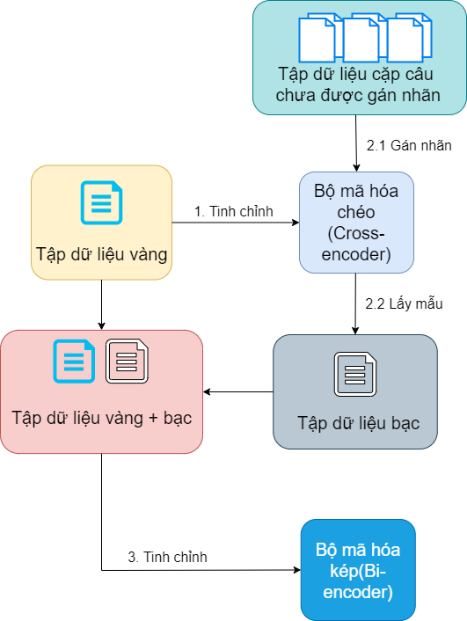 Tập dữ liệu cặp câu
chưa được gán nhãn
2.1 Gán nhãn
Tập dữ liệu vàng
1. Tinh chỉnh
Bộ mã hóa
chéo
(Cross-
encoder)
2.2 Lấy mẫu
Tập dữ liệu vàng + bạc
Tập dữ liệu bạc
3. Tinh chỉnh
Bộ mã hóa
kép(Bi-
encoder)